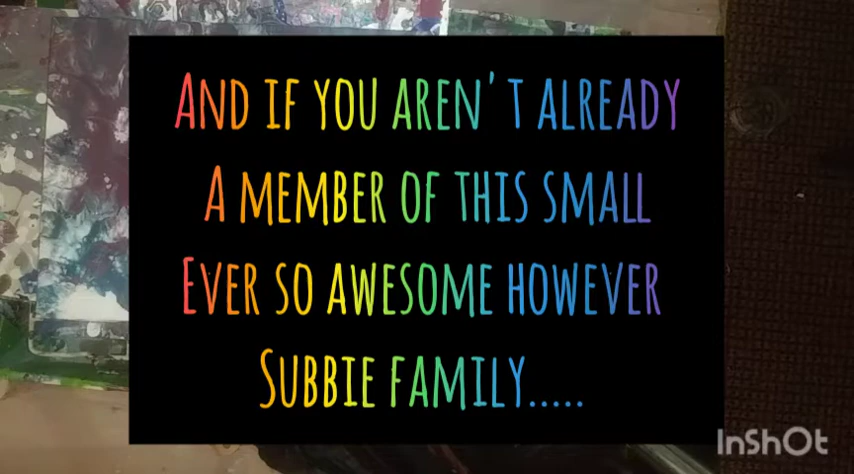 And if you aren't already
A member of this small
Ever so awesome however
Subbie family.....
InShOt